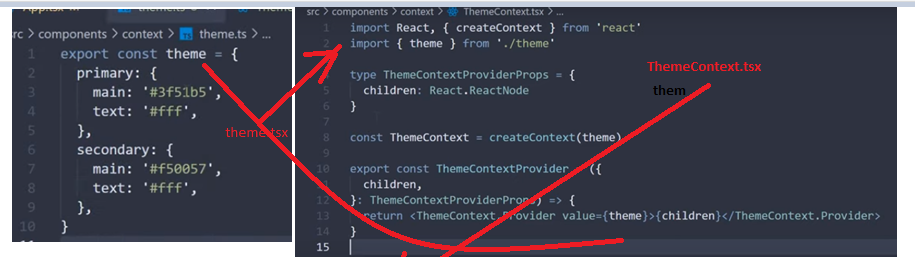 App.tsx
theme.ts
src > components > context > theme.ts > ...
1 export const theme = {
2 primary: {
3 main: '#3f51b5',
4 text: '#fff',
5 },
6 secondary: {
7 main: '#f50057',
8 text: '#fff',
9 },
10 }
11
theme.tsx
src > components > context > ThemeContext.tsx > ...
1 import React, { createContext } from 'react'
2 import { theme } from './theme'
3
4 type ThemeContextProviderProps = {
5 children: React.ReactNode
6 }
7
8 const ThemeContext = createContext(theme)
9
10 export const ThemeContextProvider = ({
11 children,
12 }: ThemeContextProviderProps) => {
13 return <ThemeContext.Provider value={theme}>{children}</ThemeContext.Provider>
14 }
15
ThemeContext.tsx
them